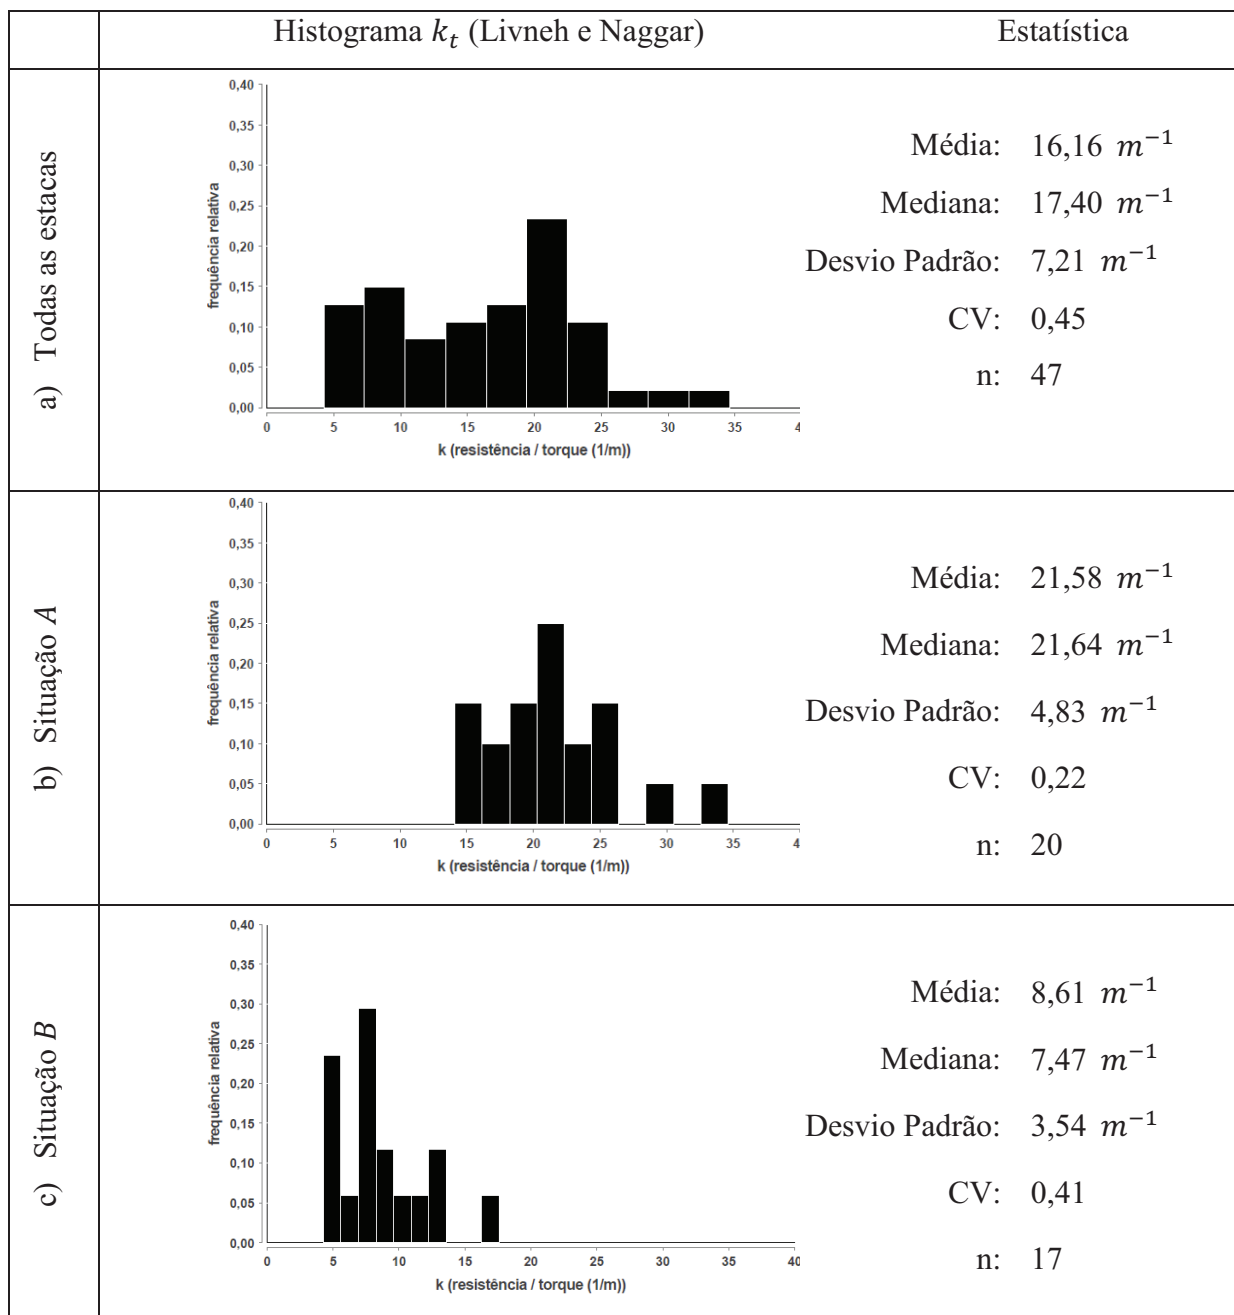 Histograma k_t (Livneh e Naggar) Estatística
a) Todas as estacas
frequência relativa
0,40
0,35
0,30
0,25
0,20
0,15
0,10
0,05
0,00
0 5 10 15 20 25 30 35 4
k (resistência / torque (1/m))
Média: 16,16 m⁻¹
Mediana: 17,40 m⁻¹
Desvio Padrão: 7,21 m⁻¹
CV: 0,45
n: 47
b) Situação A
frequência relativa
0,40
0,35
0,30
0,25
0,20
0,15
0,10
0,05
0,00
0 5 10 15 20 25 30 35 4
k (resistência / torque (1/m))
Média: 21,58 m⁻¹
Mediana: 21,64 m⁻¹
Desvio Padrão: 4,83 m⁻¹
CV: 0,22
n: 20
c) Situação B
frequência relativa
0,40
0,35
0,30
0,25
0,20
0,15
0,10
0,05
0,00
0 5 10 15 20 25 30 35 40
k (resistência / torque (1/m))
Média: 8,61 m⁻¹
Mediana: 7,47 m⁻¹
Desvio Padrão: 3,54 m⁻¹
CV: 0,41
n: 17